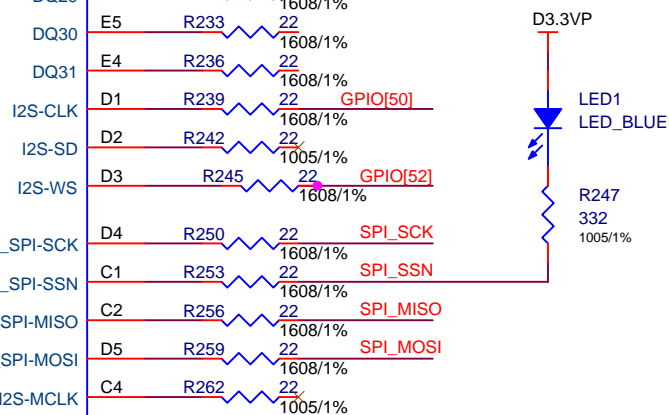 1608/1%
DQ30 E5 R233 22
1608/1%
DQ31 E4 R236 22
1608/1%
I2S-CLK D1 R239 22 GPIO[50]
1608/1%
I2S-SD D2 R242 22
1005/1%
I2S-WS D3 R245 22 GPIO[52]
1608/1%
_SPI-SCK D4 R250 22 SPI_SCK
1608/1%
_SPI-SSN C1 R253 22 SPI_SSN
1608/1%
SPI-MISO C2 R256 22 SPI_MISO
1608/1%
SPI-MOSI D5 R259 22 SPI_MOSI
1608/1%
I2S-MCLK C4 R262 22
1005/1%
D3.3VP
LED1
LED_BLUE
R247
332
1005/1%